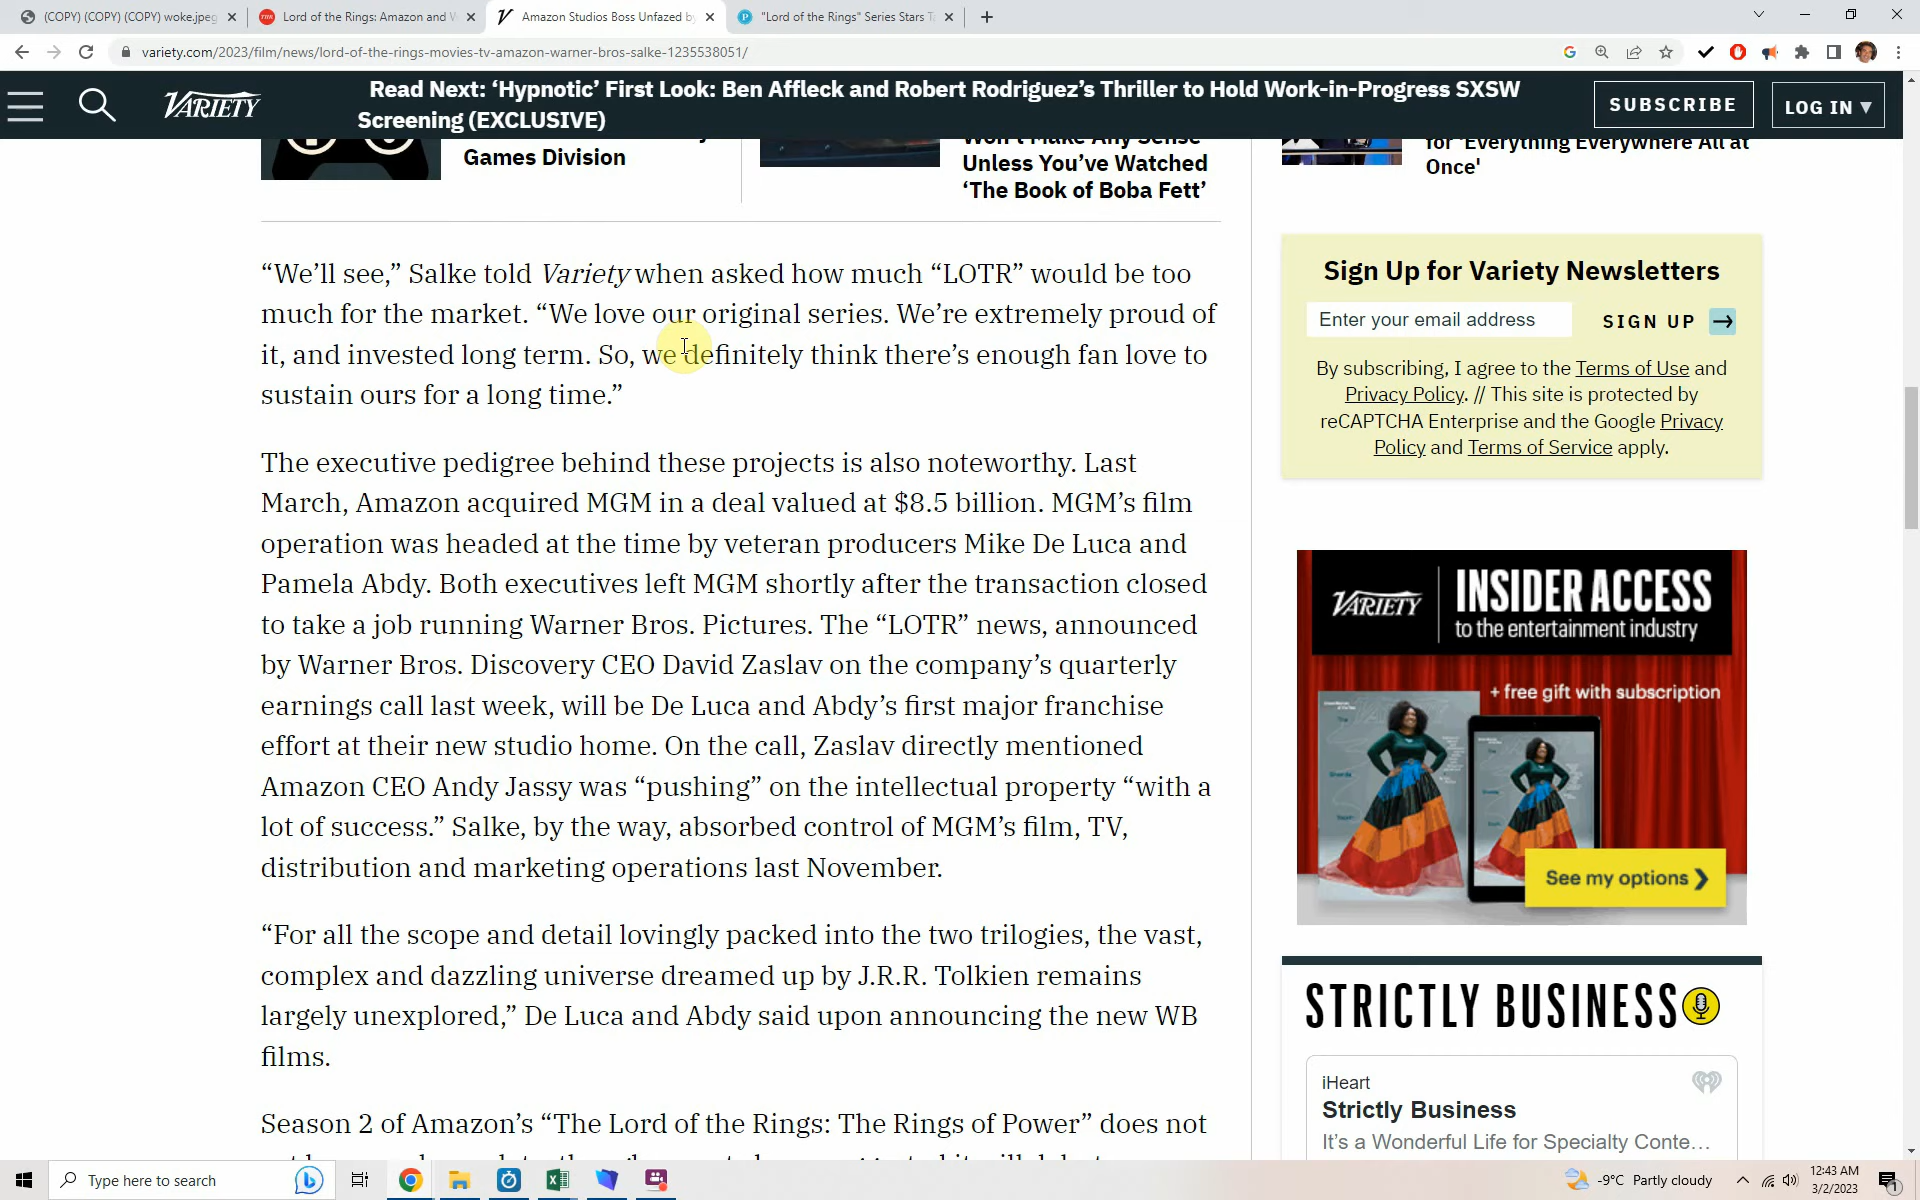 (COPY) (COPY) (COPY) woke.jpeg
Lord of the Rings: Amazon and W
Amazon Studios Boss Unfazed by
"Lord of the Rings" Series Stars T
variety.com/2023/film/news/lord-of-the-rings-movies-tv-amazon-warner-bros-salke-1235538051/
VARIETY
Read Next: ‘Hypnotic’ First Look: Ben Affleck and Robert Rodriguez’s Thriller to Hold Work-in-Progress SXSW
Screening (EXCLUSIVE)
SUBSCRIBE
LOG IN ▼
Games Division
Won’t Make Any Sense
Unless You’ve Watched
‘The Book of Boba Fett’
for 'Everything Everywhere All at
Once'
“We’ll see,” Salke told Variety when asked how much “LOTR” would be too
much for the market. “We love our original series. We’re extremely proud of
it, and invested long term. So, we definitely think there’s enough fan love to
sustain ours for a long time.”
The executive pedigree behind these projects is also noteworthy. Last
March, Amazon acquired MGM in a deal valued at $8.5 billion. MGM’s film
operation was headed at the time by veteran producers Mike De Luca and
Pamela Abdy. Both executives left MGM shortly after the transaction closed
to take a job running Warner Bros. Pictures. The “LOTR” news, announced
by Warner Bros. Discovery CEO David Zaslav on the company’s quarterly
earnings call last week, will be De Luca and Abdy’s first major franchise
effort at their new studio home. On the call, Zaslav directly mentioned
Amazon CEO Andy Jassy was “pushing” on the intellectual property “with a
lot of success.” Salke, by the way, absorbed control of MGM’s film, TV,
distribution and marketing operations last November.
“For all the scope and detail lovingly packed into the two trilogies, the vast,
complex and dazzling universe dreamed up by J.R.R. Tolkien remains
largely unexplored,” De Luca and Abdy said upon announcing the new WB
films.
Season 2 of Amazon’s “The Lord of the Rings: The Rings of Power” does not
Sign Up for Variety Newsletters
Enter your email address
SIGN UP
By subscribing, I agree to the Terms of Use and
Privacy Policy. // This site is protected by
reCAPTCHA Enterprise and the Google Privacy
Policy and Terms of Service apply.
VARIETY
INSIDER ACCESS
to the entertainment industry
+ free gift with subscription
See my options
STRICTLY BUSINESS
iHeart
Strictly Business
It’s a Wonderful Life for Specialty Conte...
Type here to search
-9°C Partly cloudy
12:43 AM
3/2/2023